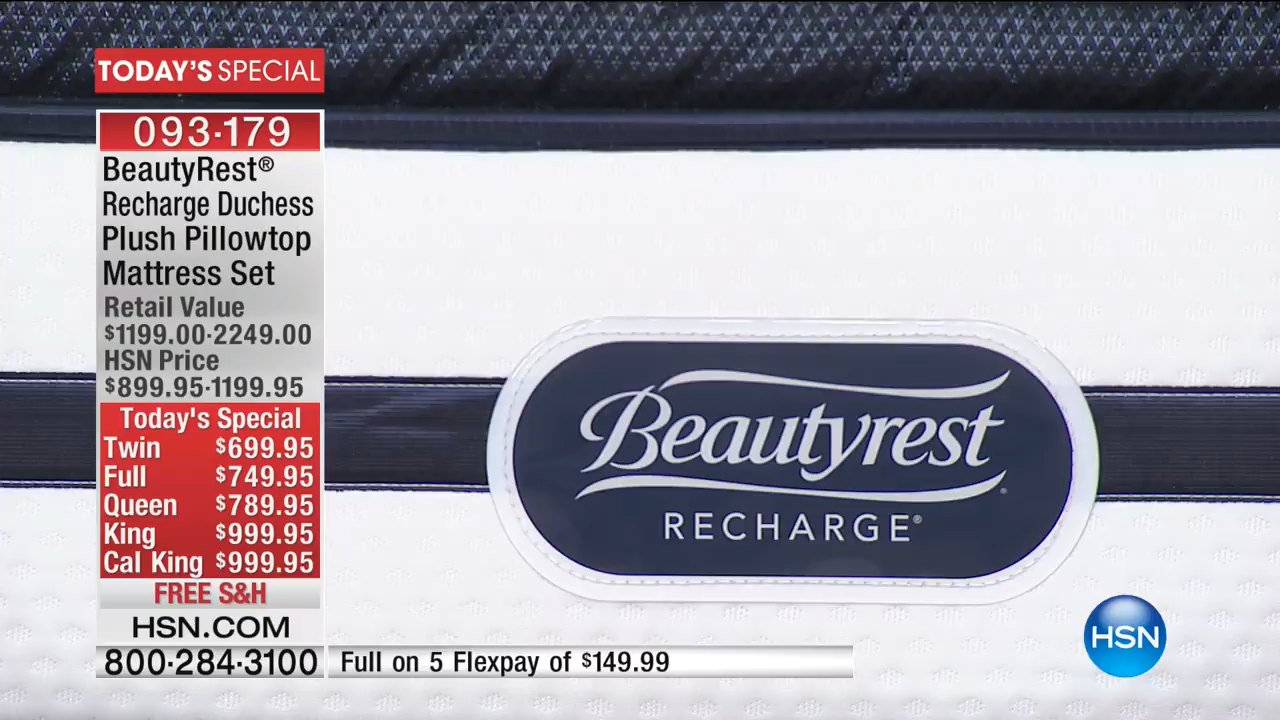 TODAY'S SPECIAL
093·179
BeautyRest®
Recharge Duchess
Plush Pillowtop
Mattress Set
Retail Value
$1199.00·2249.00
HSN Price
$899.95·1199.95
Today's Special
Twin $699.95
Full $749.95
Queen $789.95
King $999.95
Cal King $999.95
FREE S&H
HSN.COM
800·284·3100
Full on 5 Flexpay of $149.99
Beautyrest®
RECHARGE®
HSN